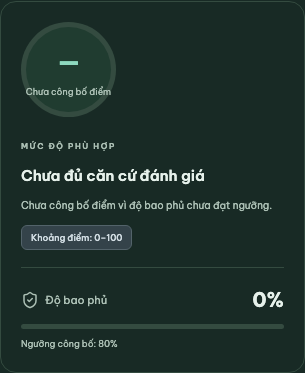 –
Chưa công bố điểm
MỨC ĐỘ PHÙ HỢP
Chưa đủ căn cứ đánh giá
Chưa công bố điểm vì độ bao phủ chưa đạt ngưỡng.
Khoảng điểm: 0–100
Độ bao phủ 0%
Ngưỡng công bố: 80%